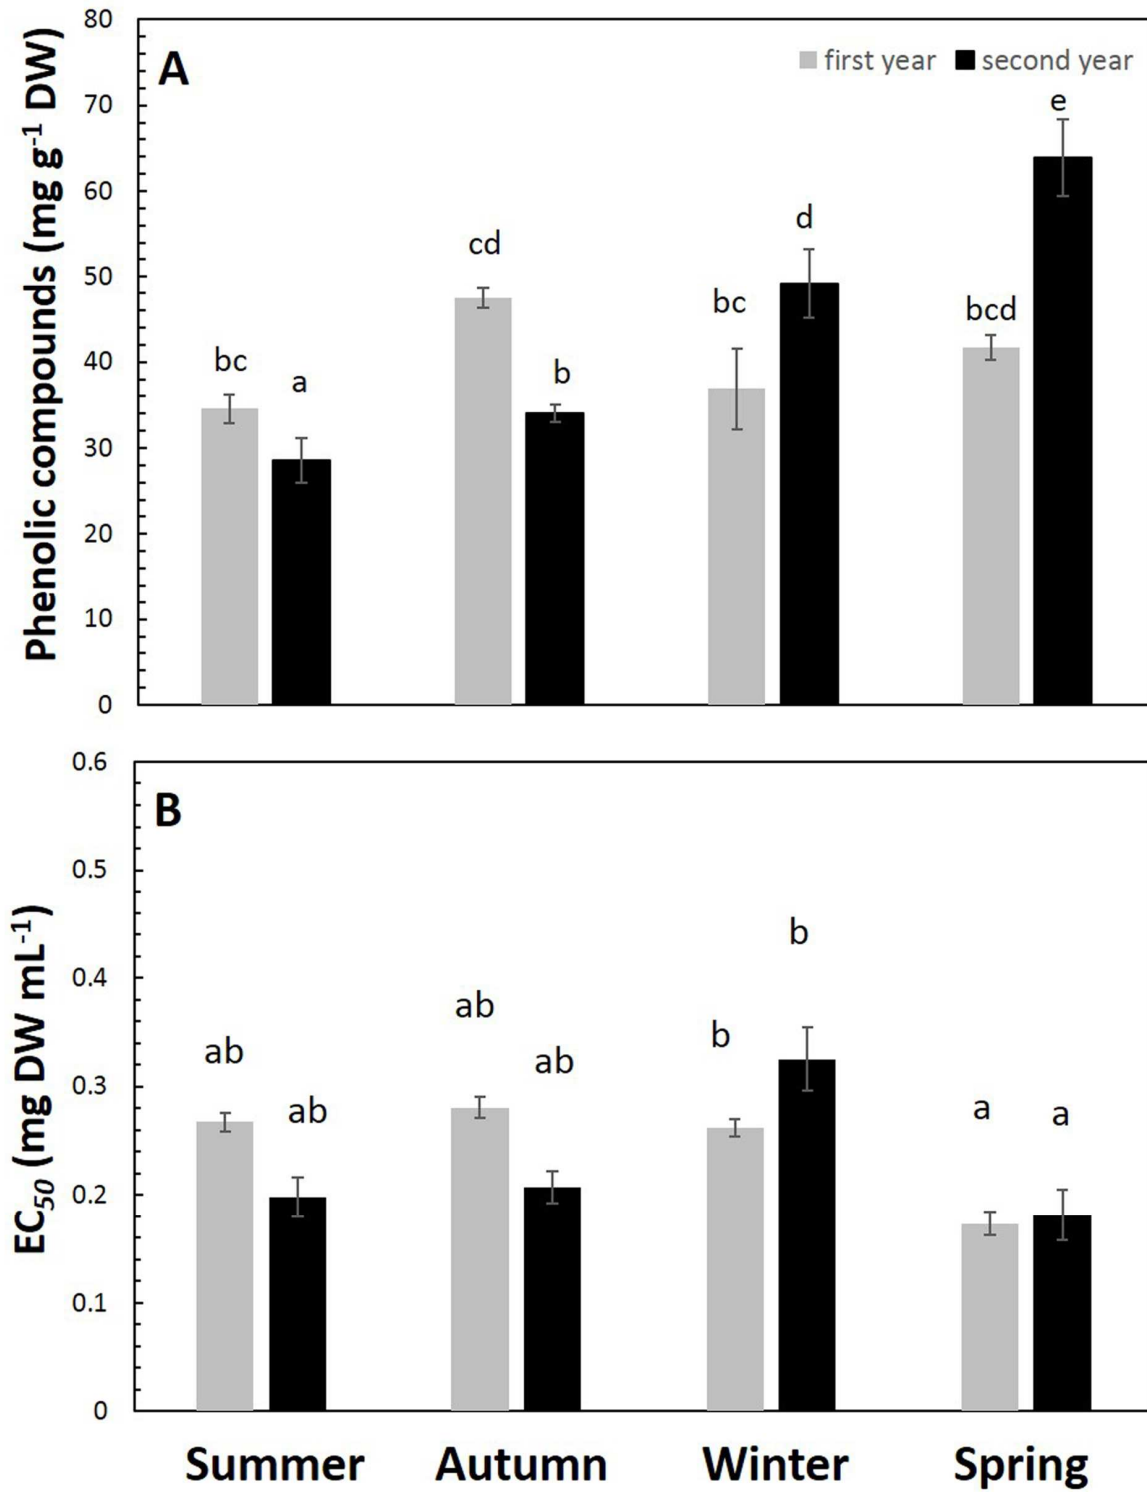 Phenolic compounds (mg g-1 DW)
80
70
60
50
40
30
20
10
0
A
first year second year
bc
a
cd
b
bc
d
bcd
e
EC50 (mg DW mL-1)
0.6
0.5
0.4
0.3
0.2
0.1
0
B
ab
ab
ab
ab
b
b
a
a
Summer Autumn Winter Spring